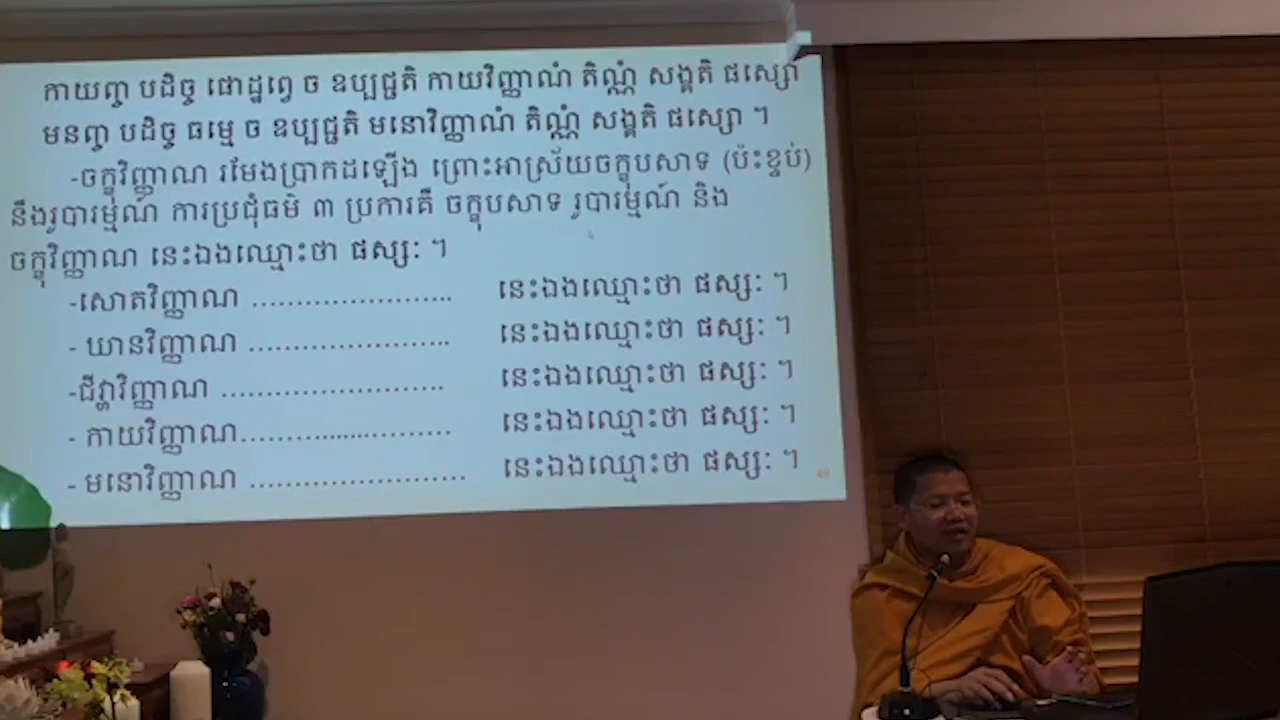 កាយញ្ច បដិច្ច ផោដ្ឋព្វេ ច ឧប្បជ្ជតិ កាយវិញ្ញាណំ តិណ្ណំ សង្គតិ ផស្សោ
មនញ្ច បដិច្ច ធម្មេ ច ឧប្បជ្ជតិ មនោវិញ្ញាណំ តិណ្ណំ សង្គតិ ផស្សោ ។
-ចក្ខុវិញ្ញាណ រមែងប្រាកដឡើង ព្រោះអាស្រ័យចក្ខុបសាទ (ប៉ះខ្ទប់)
នឹងរូបារម្មណ៍ ការប្រជុំធម៌ ៣ ប្រការគឺ ចក្ខុបសាទ រូបារម្មណ៍ និង
ចក្ខុវិញ្ញាណ នេះឯងឈ្មោះថា ផស្សៈ ។
-សោតវិញ្ញាណ ........................ នេះឯងឈ្មោះថា ផស្សៈ ។
- ឃានវិញ្ញាណ ........................ នេះឯងឈ្មោះថា ផស្សៈ ។
-ជីវ្ហាវិញ្ញាណ .......................... នេះឯងឈ្មោះថា ផស្សៈ ។
- កាយវិញ្ញាណ.......................... នេះឯងឈ្មោះថា ផស្សៈ ។
- មនោវិញ្ញាណ ......................... នេះឯងឈ្មោះថា ផស្សៈ ។
49